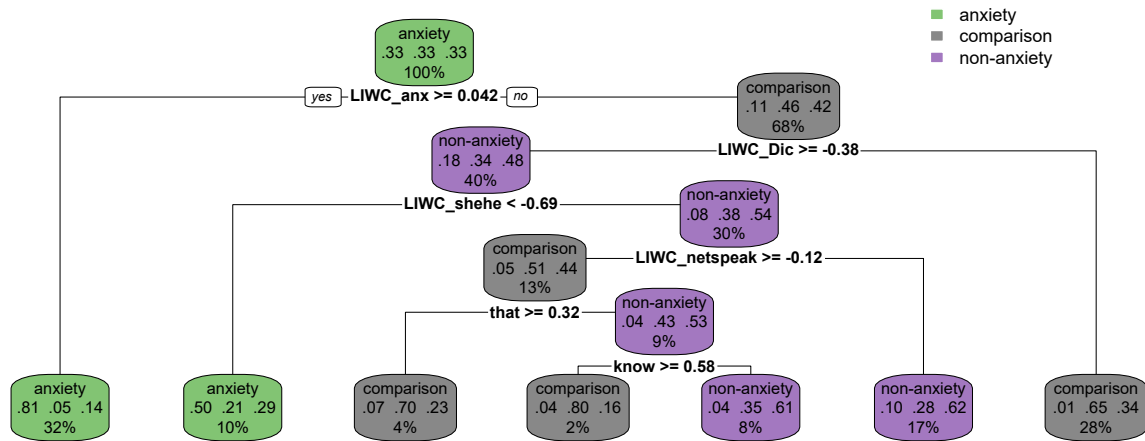 anxiety
comparison
non-anxiety
anxiety
.33 .33 .33
100%
yes LIWC_anx >= 0.042 no
comparison
.11 .46 .42
68%
LIWC_Dic >= -0.38
non-anxiety
.18 .34 .48
40%
LIWC_shehe < -0.69
non-anxiety
.08 .38 .54
30%
LIWC_netspeak >= -0.12
comparison
.05 .51 .44
13%
that >= 0.32
non-anxiety
.04 .43 .53
9%
know >= 0.58
anxiety
.81 .05 .14
32%
anxiety
.50 .21 .29
10%
comparison
.07 .70 .23
4%
comparison
.04 .80 .16
2%
non-anxiety
.04 .35 .61
8%
non-anxiety
.10 .28 .62
17%
comparison
.01 .65 .34
28%